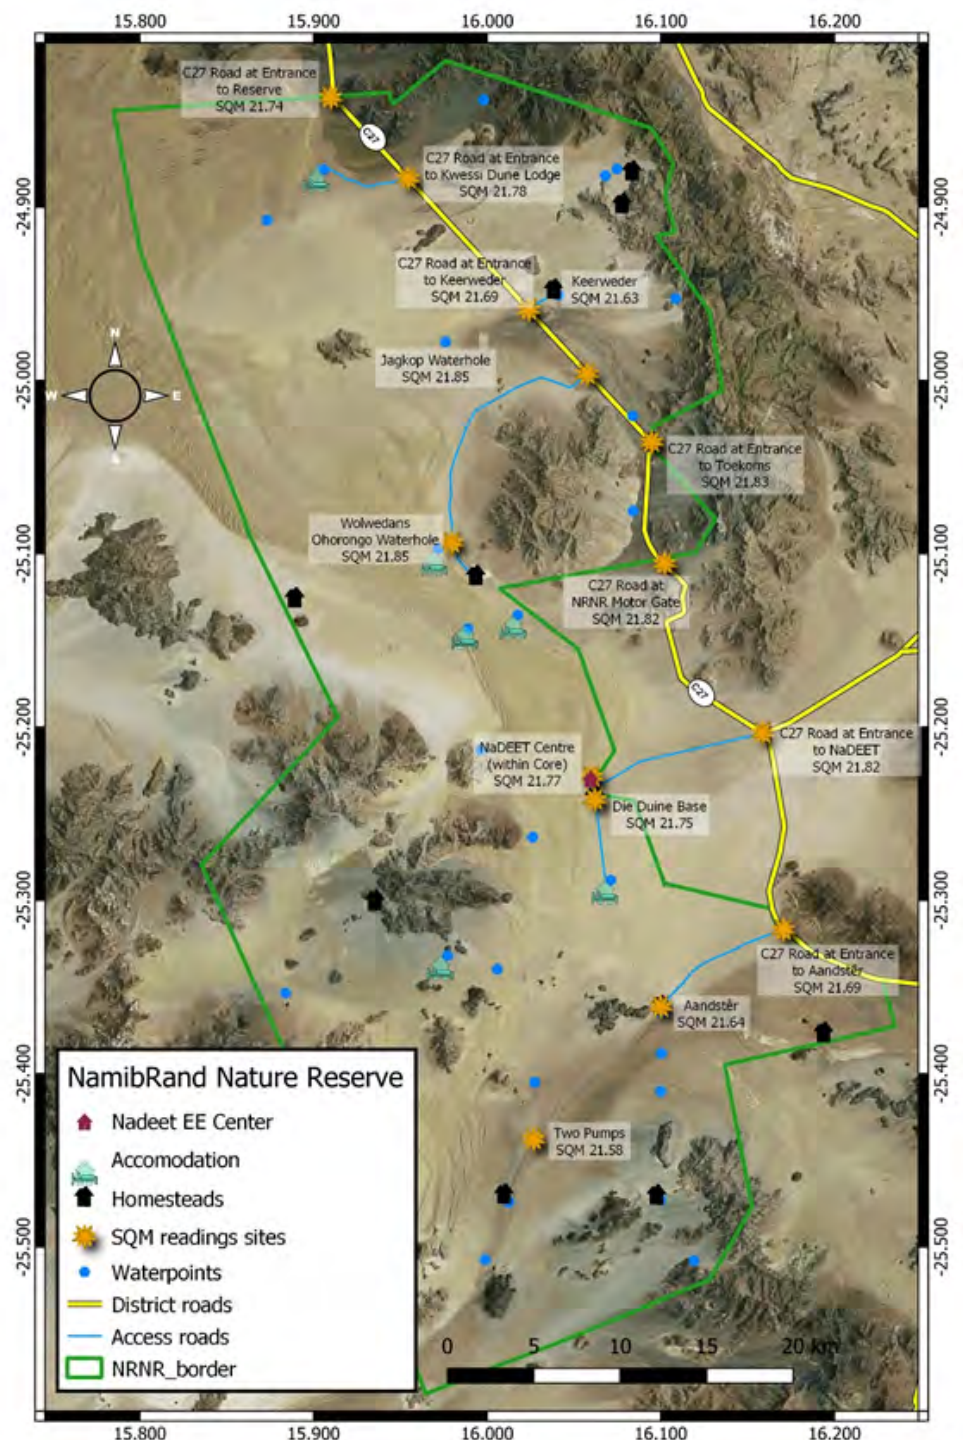 15.800 15.900 16.000 16.100 16.200
C27 Road at Entrance
to Reserve
SQM 21.74
C27
C27 Road at Entrance
to Kwessi Dune Lodge
SQM 21.78
-24.900
-24.900
C27 Road at Entrance
to Keerweder
SQM 21.69
Keerweder
SQM 21.63
N
W
E
Jagkop Waterhole
SQM 21.85
-25.000
-25.000
C27 Road at Entrance
to Toekoms
SQM 21.83
Wolwedans
Ohorongo Waterhole
SQM 21.85
-25.100
-25.100
C27 Road at
NRNR Motor Gate
SQM 21.82
C27
-25.200
-25.200
NaDEET Centre
(within Core)
SQM 21.77
C27 Road at Entrance
to NaDEET
SQM 21.82
Die Duine Base
SQM 21.75
-25.300
-25.300
C27 Road at Entrance
to Aandstêr
SQM 21.69
Aandstêr
SQM 21.64
-25.400
-25.400
Two Pumps
SQM 21.58
-25.500
-25.500
NamibRand Nature Reserve
Nadeet EE Center
Accomodation
Homesteads
SQM readings sites
Waterpoints
District roads
Access roads
NRNR_border
0 5 10 15 20 km
15.800 15.900 16.000 16.100 16.200